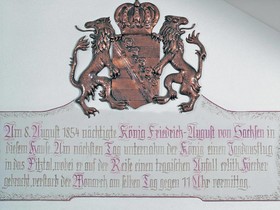 Am 8. August 1854 nächtigte König Friedrich-August von Sachsen in
diesem Hause. Am nächsten Tag unternahm der König einen Jagdausflug
in das Pitztal, wobei er auf der Reise einen tragischen Unfall erlitt. Hierher
gebracht, verstarb der Monarch am selben Tag gegen 11 Uhr vormittag.